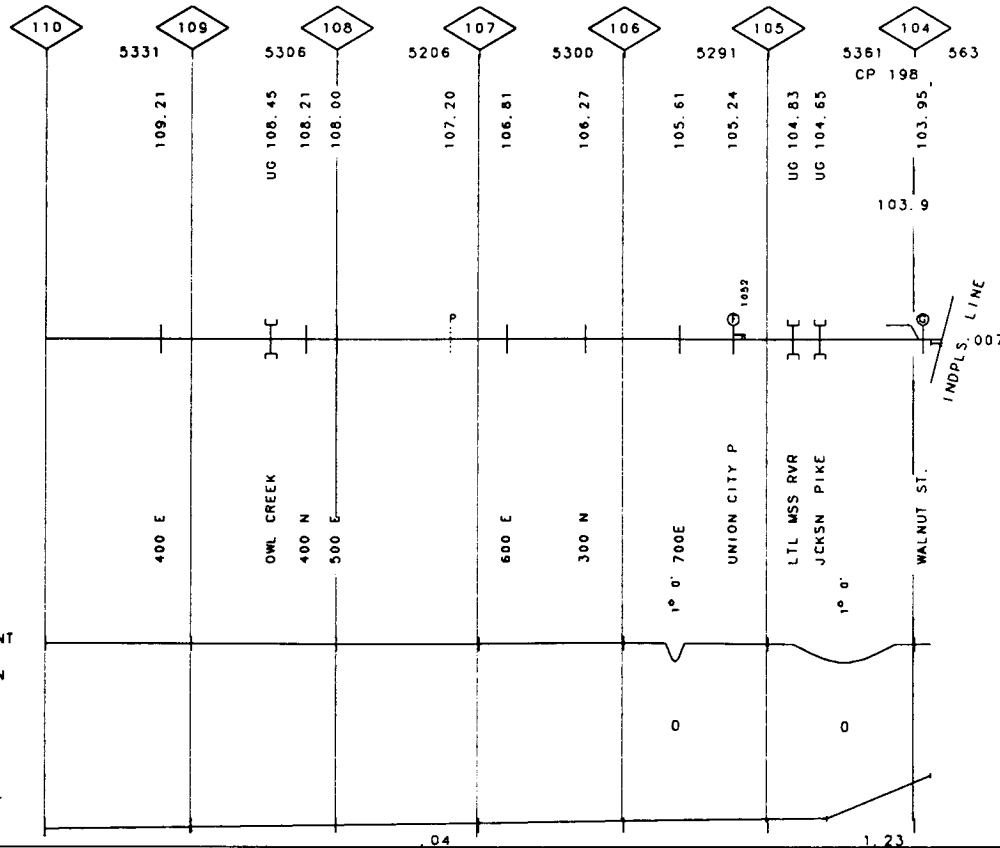 110 109 108 107 106 105 104
5331 5306 5206 5300 5291 5361 563
CP 198
109.21
UG 108.45
108.21
108.00
107.20
106.81
106.27
105.61
105.24
UG 104.83
UG 104.65
103.95
103.9
P
1052
INDPLS. LINE
007
400 E
OWL CREEK
400 N
500 E
600 E
300 N
700E
UNION CITY P
LTL MSS RVR
JCKSN PIKE
WALNUT ST.
1° 0'
1° 0'
NT
N
0 0
.04 1.23